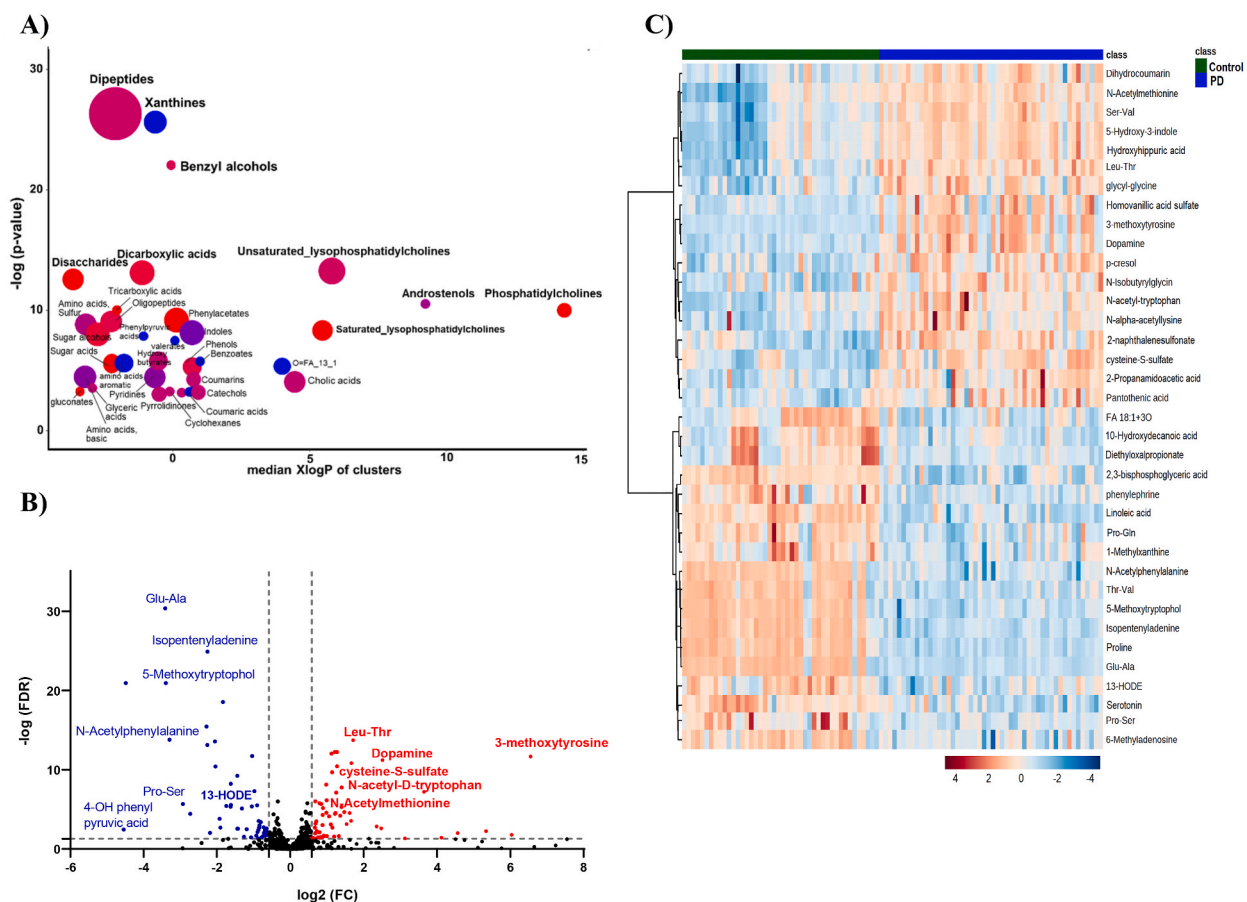 A)
30
20
10
0
-log (p-value)
Dipeptides
Xanthines
Benzyl alcohols
Disaccharides
Dicarboxylic acids
Unsaturated_lysophosphatidylcholines
Androstenols
Phosphatidylcholines
Saturated_lysophosphatidylcholines
Tricarboxylic acids
Oligopeptides
Amino acids,
Sulfur
Phenylacetates
Sugar alcohols
Phenylpyruvic
acids
valerates
Indoles
Phenols
Sugar acids
Hydroxy
butyrates
Benzoates
O=FA_13_1
amino acids
aromatic
Coumarins
Cholic acids
Pyridines
Catechols
gluconates
Glyceric
acids
Pyrrolidinones
Coumaric acids
Cyclohexanes
Amino acids,
basic
0
5
10
15
median XlogP of clusters
B)
30
20
10
0
-log (FDR)
Glu-Ala
Isopentenyladenine
5-Methoxytryptophol
N-Acetylphenylalanine
Pro-Ser
13-HODE
4-OH phenyl
pyruvic acid
Leu-Thr
Dopamine
3-methoxytyrosine
cysteine-S-sulfate
N-acetyl-D-tryptophan
N-Acetylmethionine
-6
-4
-2
0
2
4
6
8
log2 (FC)
C)
class
class
Control
PD
Dihydrocoumarin
N-Acetylmethionine
Ser-Val
5-Hydroxy-3-indole
Hydroxyhippuric acid
Leu-Thr
glycyl-glycine
Homovanillic acid sulfate
3-methoxytyrosine
Dopamine
p-cresol
N-Isobutyrylglycin
N-acetyl-tryptophan
N-alpha-acetyllysine
2-naphthalenesulfonate
cysteine-S-sulfate
2-Propanamidoacetic acid
Pantothenic acid
FA 18:1+3O
10-Hydroxydecanoic acid
Diethyloxalpropionate
2,3-bisphosphoglyceric acid
phenylephrine
Linoleic acid
Pro-Gln
1-Methylxanthine
N-Acetylphenylalanine
Thr-Val
5-Methoxytryptophol
Isopentenyladenine
Proline
Glu-Ala
13-HODE
Serotonin
Pro-Ser
6-Methyladenosine
4
2
0
-2
-4